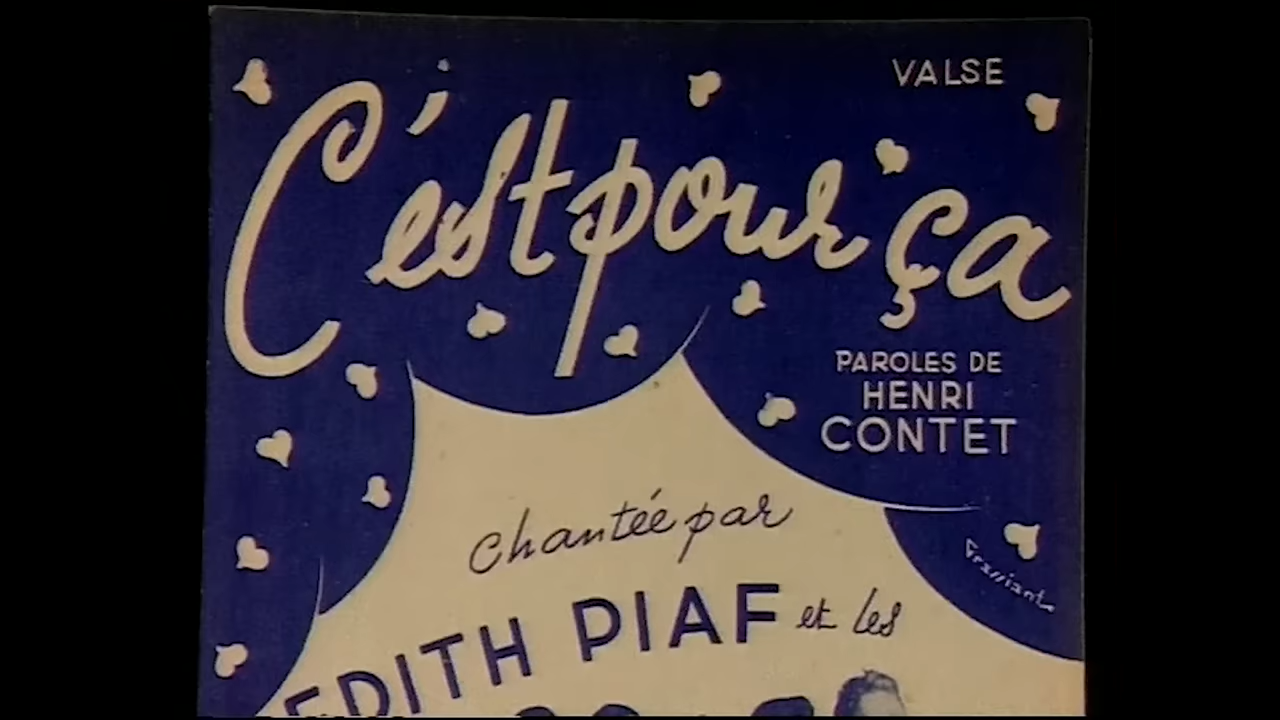 VALSE
C'est pour ça
PAROLES DE
HENRI
CONTET
chantée par
EDITH PIAF et les